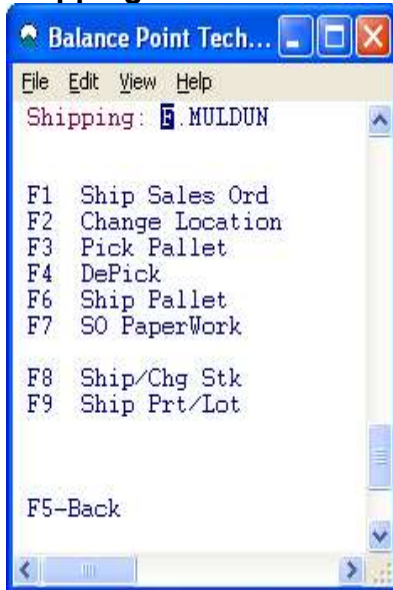 Balance Point Tech...
File Edit View Help
Shipping: F.MULDUN
F1 Ship Sales Ord
F2 Change Location
F3 Pick Pallet
F4 DePick
F6 Ship Pallet
F7 SO PaperWork
F8 Ship/Chg Stk
F9 Ship Prt/Lot
F5-Back